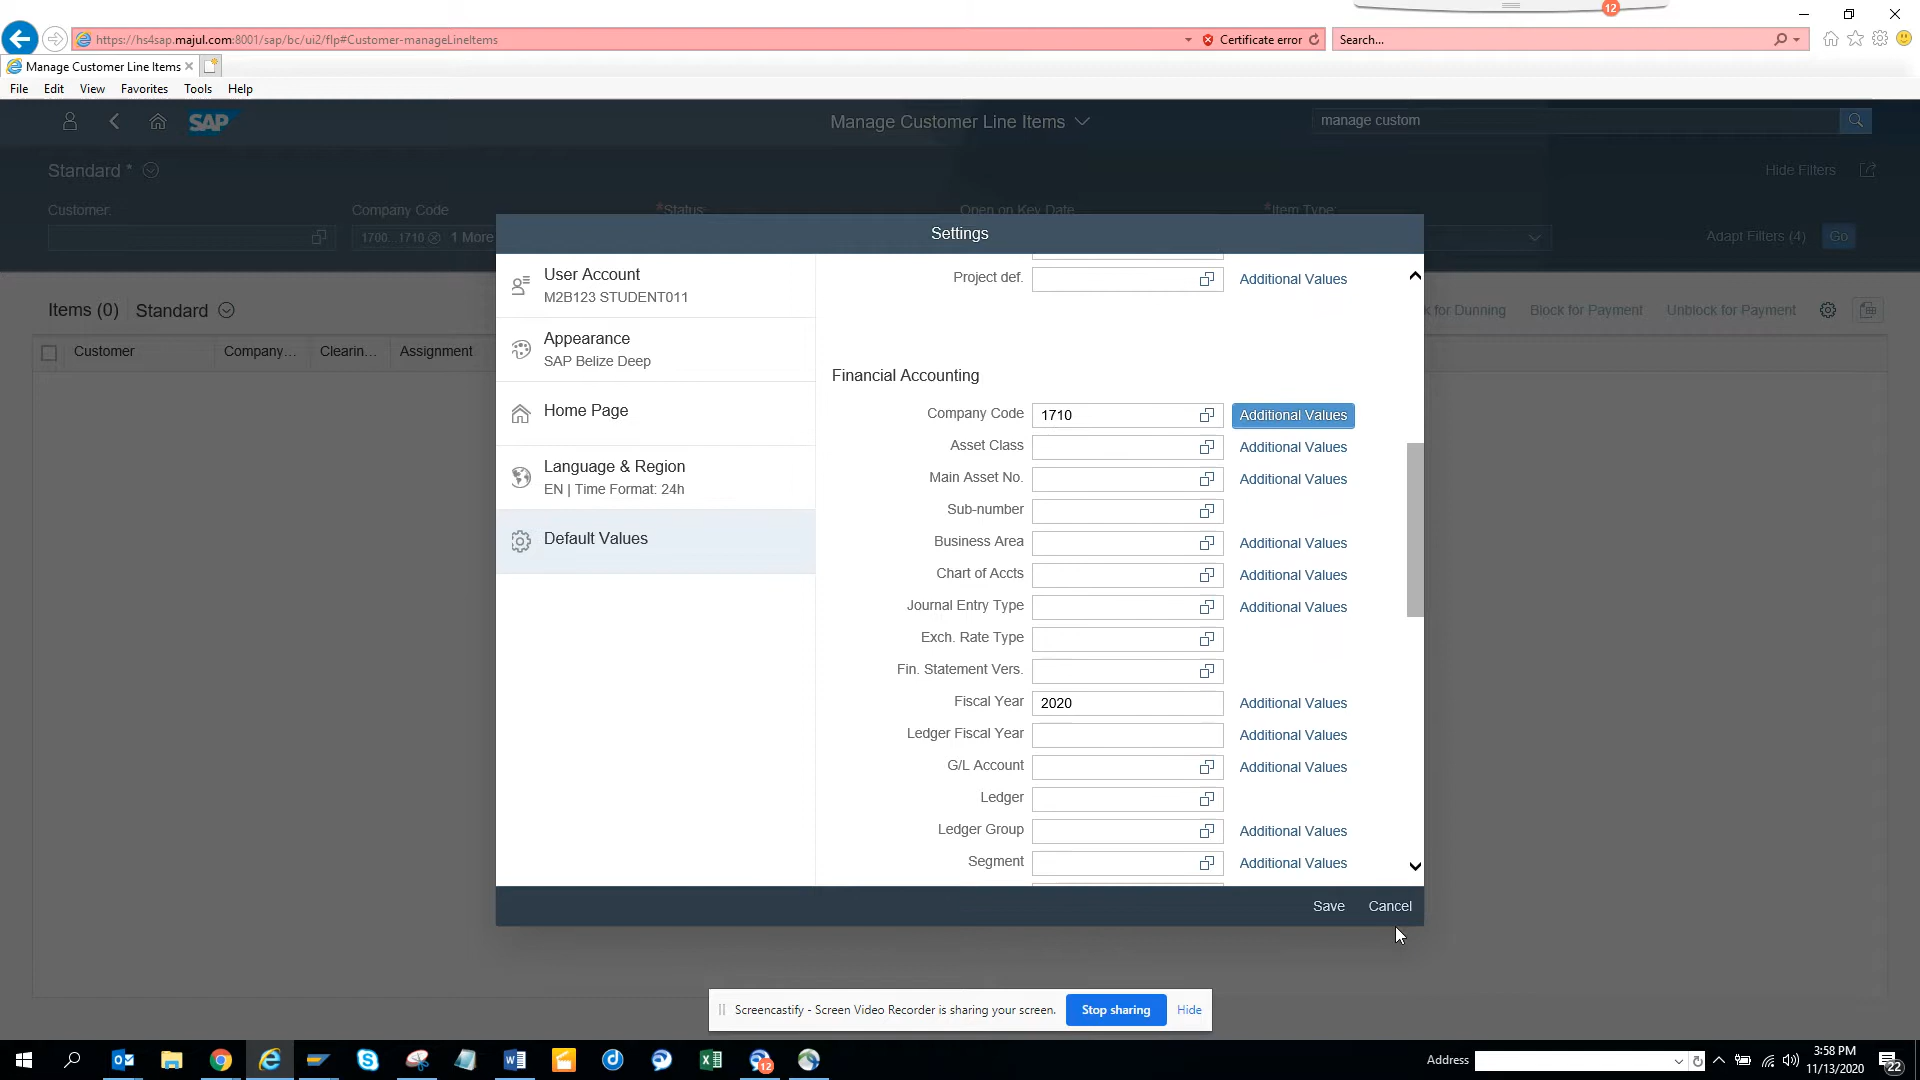 12
https://hs4sap.majul.com:8001/sap/bc/ui2/flp#Customer-manageLineItems
Certificate error
Search...
Manage Customer Line Items
File Edit View Favorites Tools Help
SAP
Manage Customer Line Items
manage custom
Standard *
Hide Filters
Customer:
Company Code
*Status:
Open on Key Date
*Item Type:
1700...1710
1 More
Adapt Filters (4)
Go
Items (0) Standard
k for Dunning
Block for Payment
Unblock for Payment
Customer
Company...
Clearin...
Assignment
Settings
User Account
M2B123 STUDENT011
Appearance
SAP Belize Deep
Home Page
Language & Region
EN | Time Format: 24h
Default Values
Project def.
Additional Values
Financial Accounting
Company Code 1710 Additional Values
Asset Class Additional Values
Main Asset No. Additional Values
Sub-number
Business Area Additional Values
Chart of Accts Additional Values
Journal Entry Type Additional Values
Exch. Rate Type
Fin. Statement Vers.
Fiscal Year 2020 Additional Values
Ledger Fiscal Year Additional Values
G/L Account Additional Values
Ledger
Ledger Group Additional Values
Segment Additional Values
Save Cancel
Screencastify - Screen Video Recorder is sharing your screen.
Stop sharing
Hide
12
Address
3:58 PM
11/13/2020
22